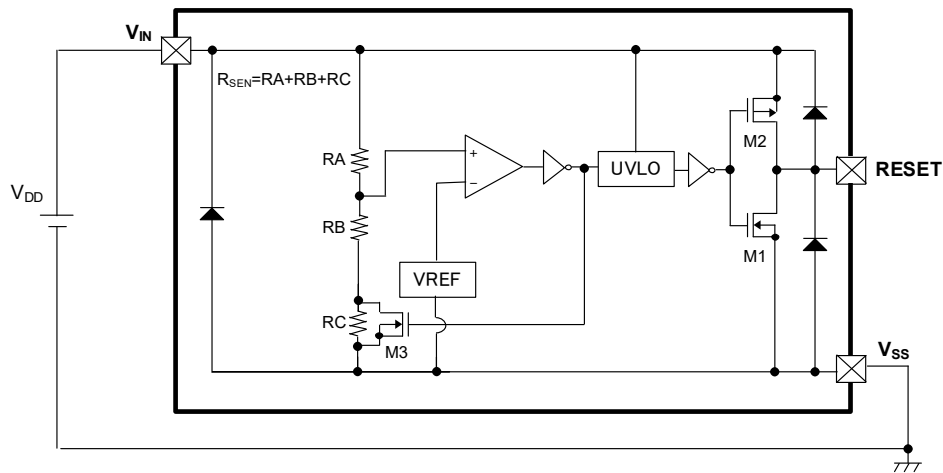 VIN
RSEN=RA+RB+RC
M2
RA
+
−
UVLO
RESET
VDD
RB
M1
VREF
RC
M3
VSS